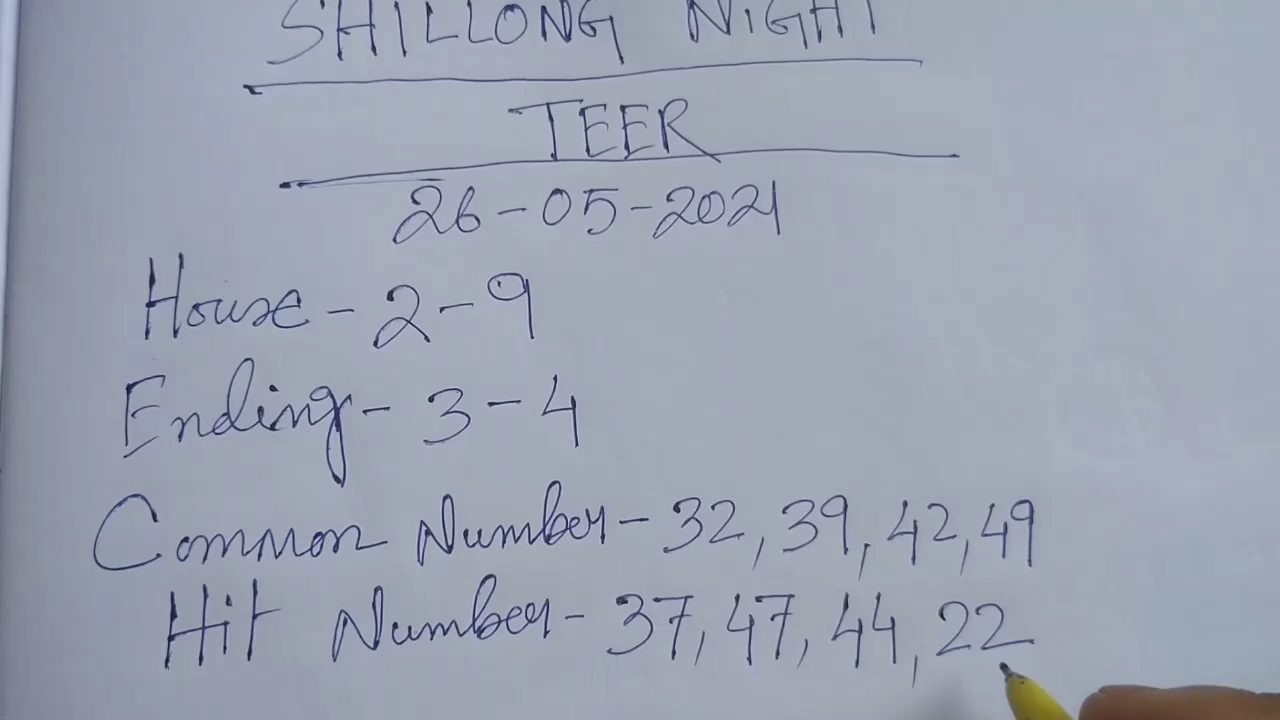 SHILLONG NIGHT
TEER
26-05-2021
House - 2-9
Ending - 3-4
Common Number - 32, 39, 42, 49
Hit Number - 37, 47, 44, 22